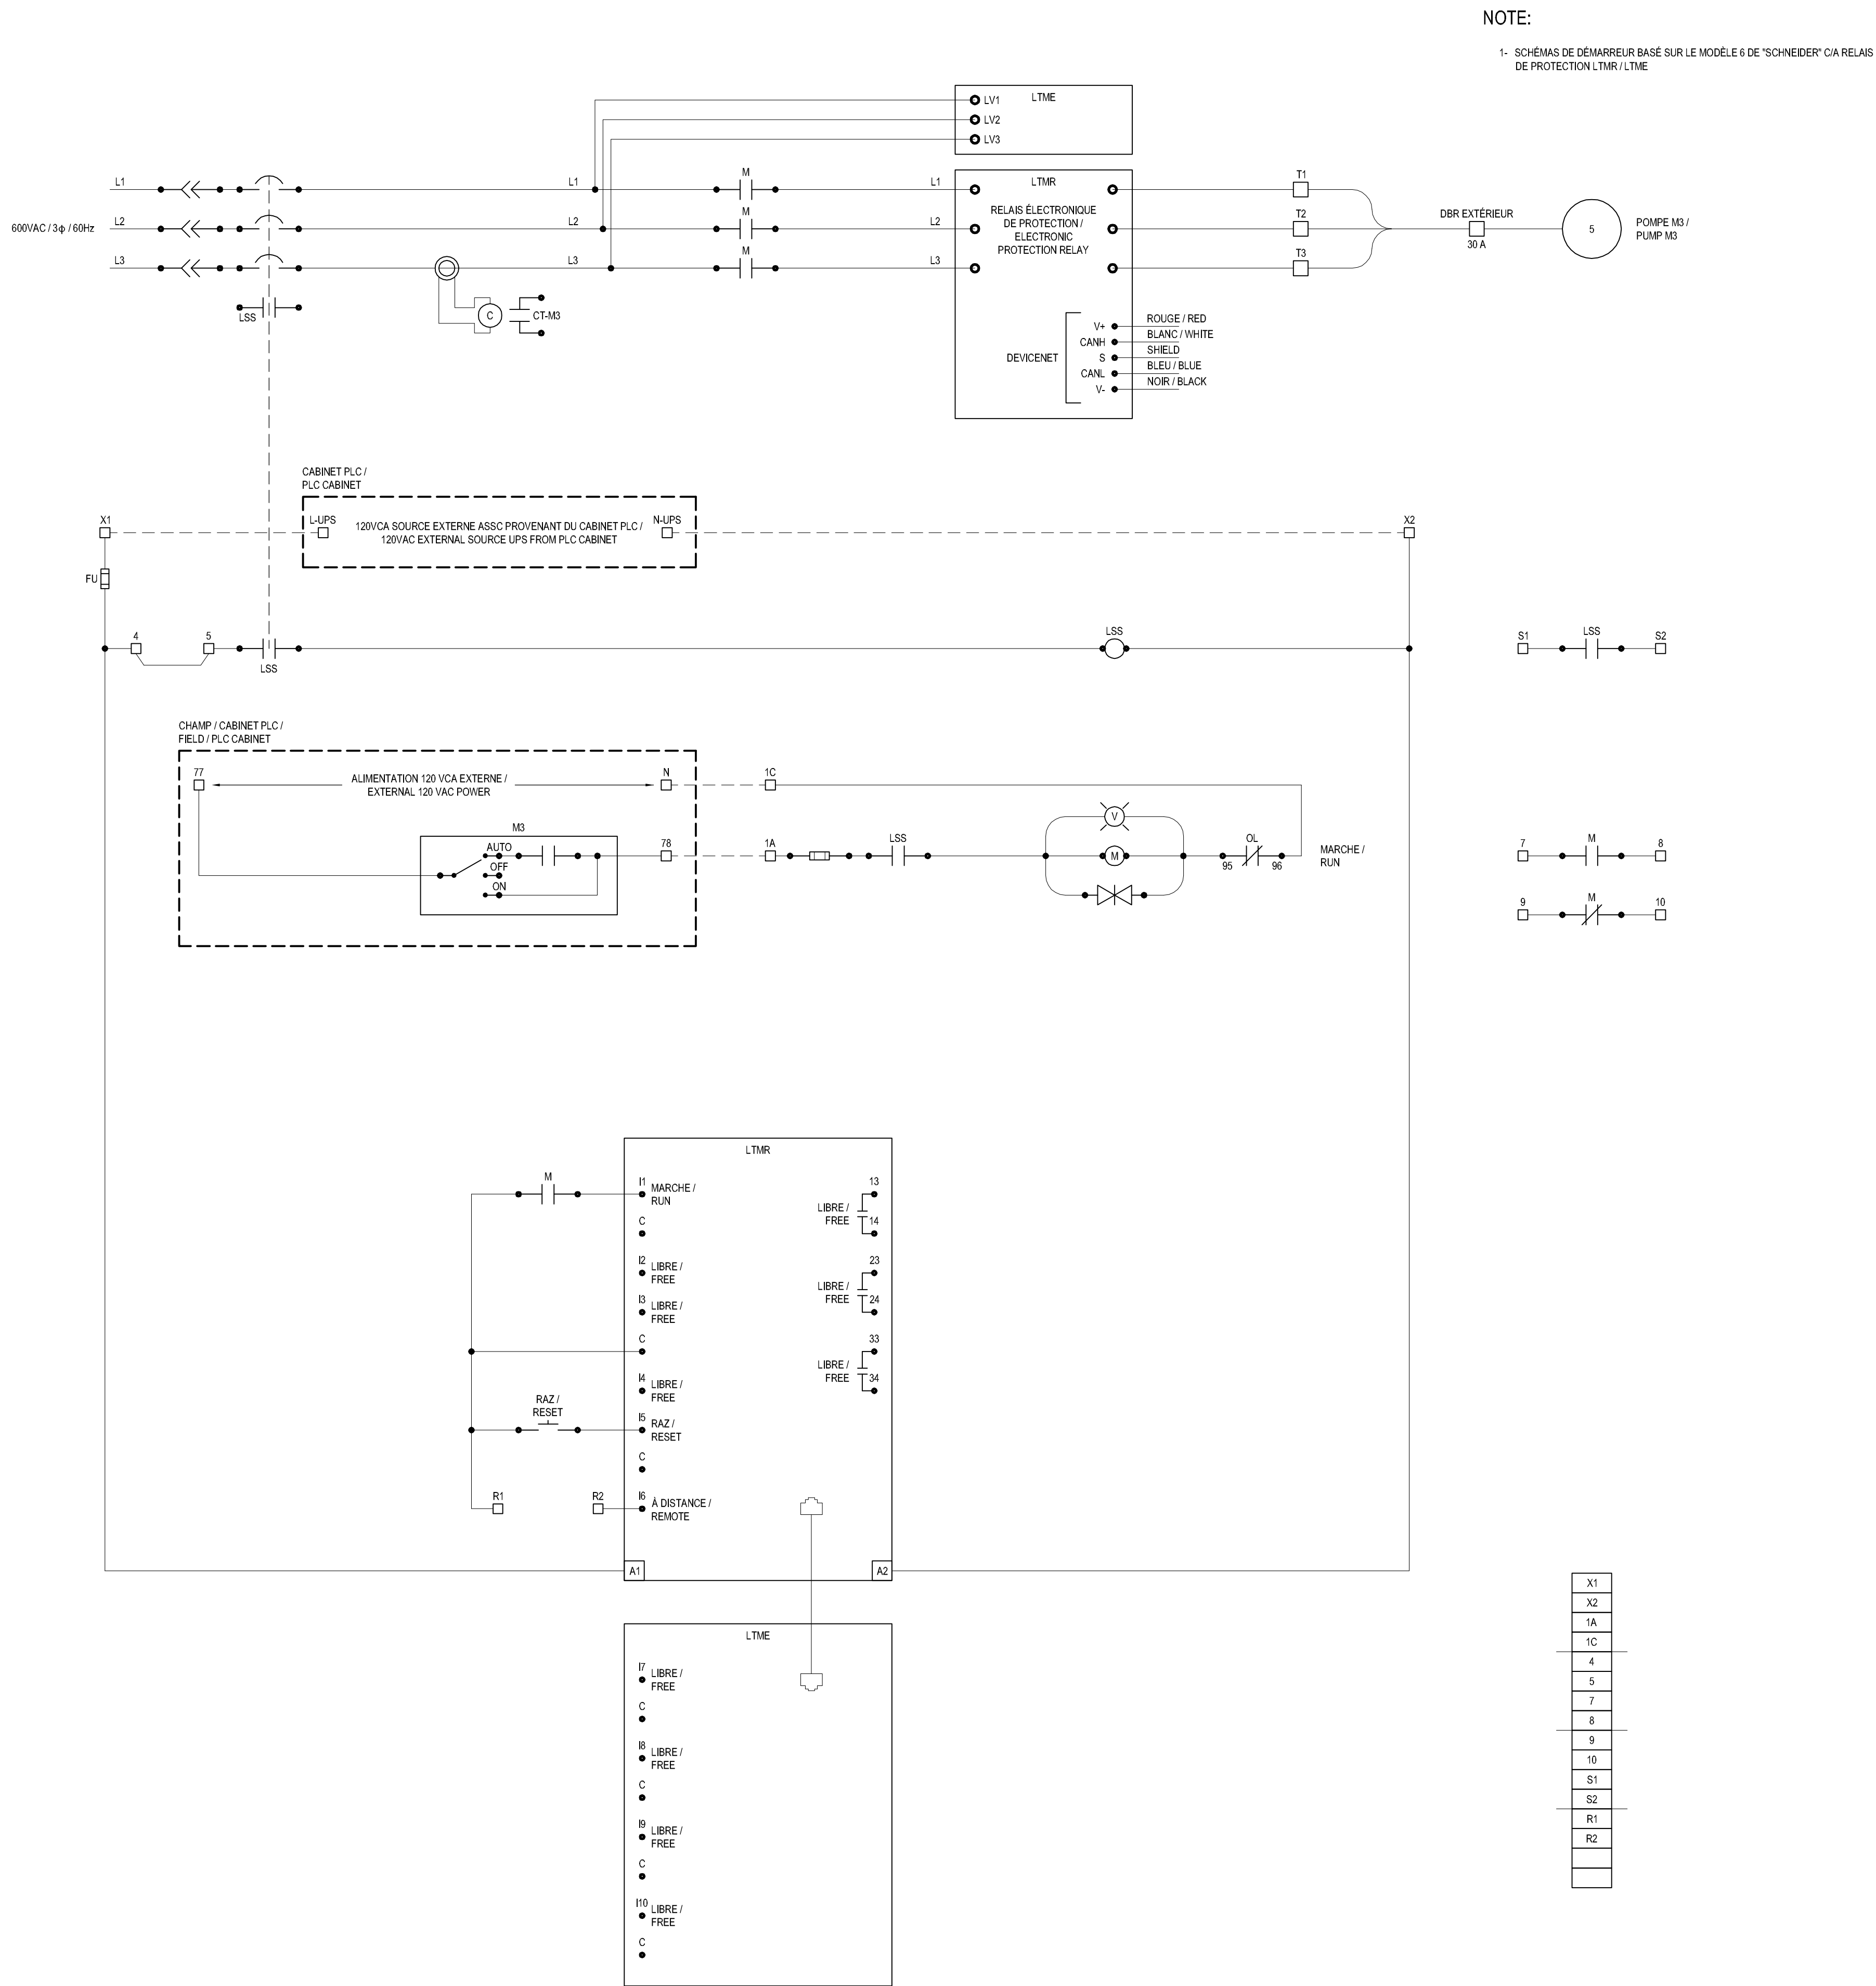 NOTE:
1- SCHÉMAS DE DÉMARREUR BASÉ SUR LE MODÈLE 6 DE "SCHNEIDER" C/A RELAIS
DE PROTECTION LTMR / LTME
LV1
LTME
LV2
LV3
600VAC / 3ϕ / 60Hz
L1
L1
M
L1
LTMR
T1
L2
L2
M
L2
RELAIS ÉLECTRONIQUE
DE PROTECTION /
ELECTRONIC
PROTECTION RELAY
T2
DBR EXTÉRIEUR
30 A
5
POMPE M3 /
PUMP M3
L3
L3
M
L3
T3
LSS
C
CT-M3
DEVICENET
V+
ROUGE / RED
CANH
BLANC / WHITE
S
SHIELD
CANL
BLEU / BLUE
V-
NOIR / BLACK
CABINET PLC /
PLC CABINET
X1
L-UPS
120VCA SOURCE EXTERNE ASSC PROVENANT DU CABINET PLC /
120VAC EXTERNAL SOURCE UPS FROM PLC CABINET
N-UPS
X2
FU
4
5
LSS
LSS
S1
LSS
S2
CHAMP / CABINET PLC /
FIELD / PLC CABINET
77
ALIMENTATION 120 VCA EXTERNE /
EXTERNAL 120 VAC POWER
N
1C
M3
AUTO
OFF
ON
78
1A
LSS
V
M
OL
95
96
MARCHE /
RUN
7
M
8
9
M
10
LTMR
M
I1
MARCHE /
RUN
13
C
LIBRE /
FREE
14
I2
LIBRE /
FREE
23
I3
LIBRE /
FREE
LIBRE /
FREE
24
C
33
I4
LIBRE /
FREE
LIBRE /
FREE
34
RAZ /
RESET
I5
RAZ /
RESET
C
R1
R2
I6
À DISTANCE /
REMOTE
A1
A2
LTME
I7
LIBRE /
FREE
C
I8
LIBRE /
FREE
C
I9
LIBRE /
FREE
C
I10
LIBRE /
FREE
C
X1
X2
1A
1C
4
5
7
8
9
10
S1
S2
R1
R2